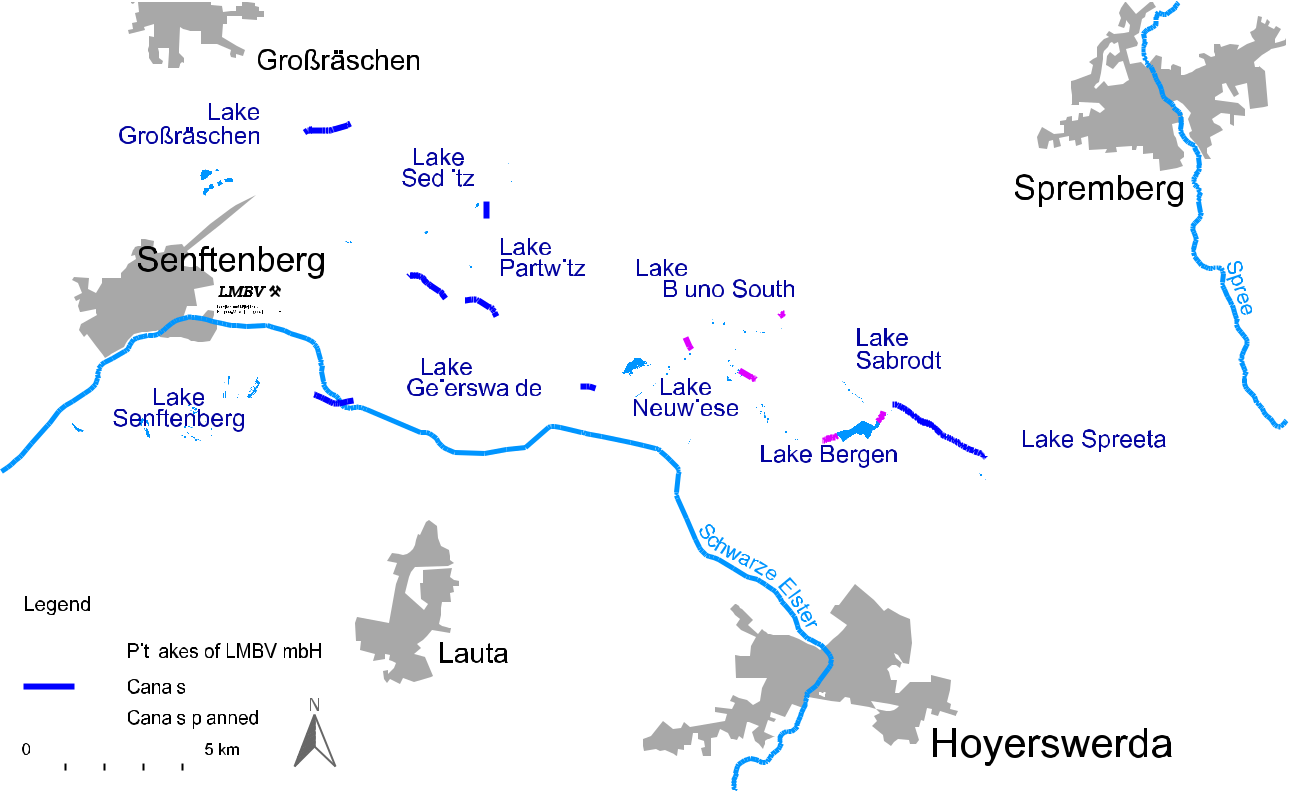 Großräschen
Lake
Großräschen
Lake
Sed ˙tz
Spremberg
Senftenberg
Lake
Partw˙tz
Lake
B uno South
LMBV
Spree
Lake
Sabrodt
Lake
Ge˙erswa de
Lake
Neuw˙ese
Lake
Senftenberg
Lake Bergen
Lake Spreeta
Schwarze Elster
Legend
P˙t akes of LMBV mbH
Cana s
Cana s p anned
Lauta
N
0 5 km
Hoyerswerda